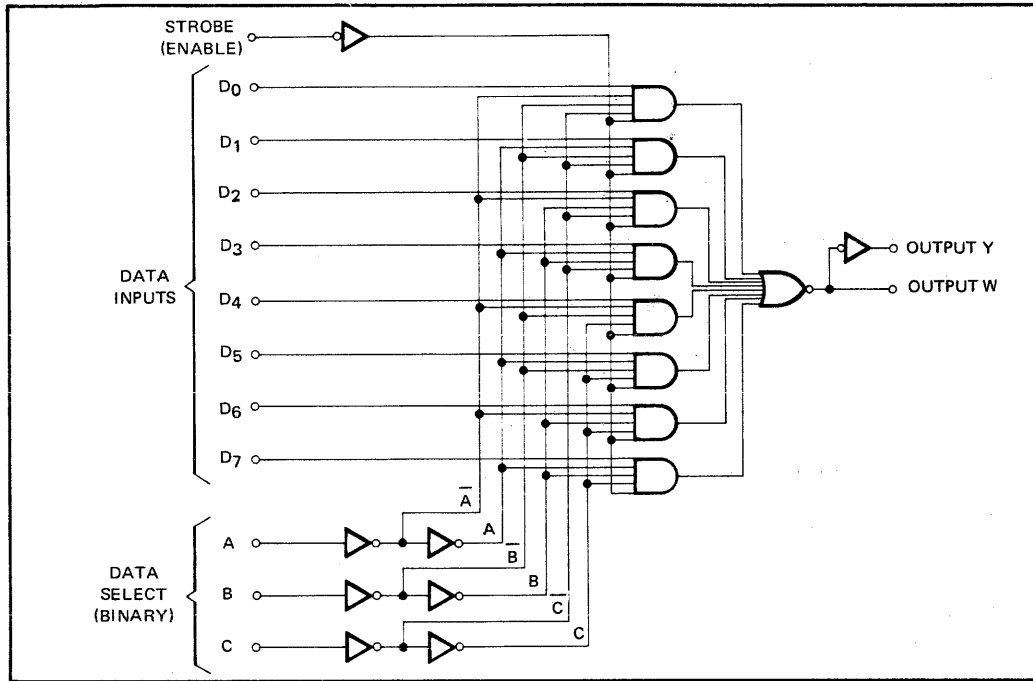 STROBE
(ENABLE)
D0
D1
D2
D3
D4
D5
D6
D7
DATA
INPUTS
OUTPUT Y
OUTPUT W
A̅
A
B̅
B
C̅
C
A
B
C
DATA
SELECT
(BINARY)